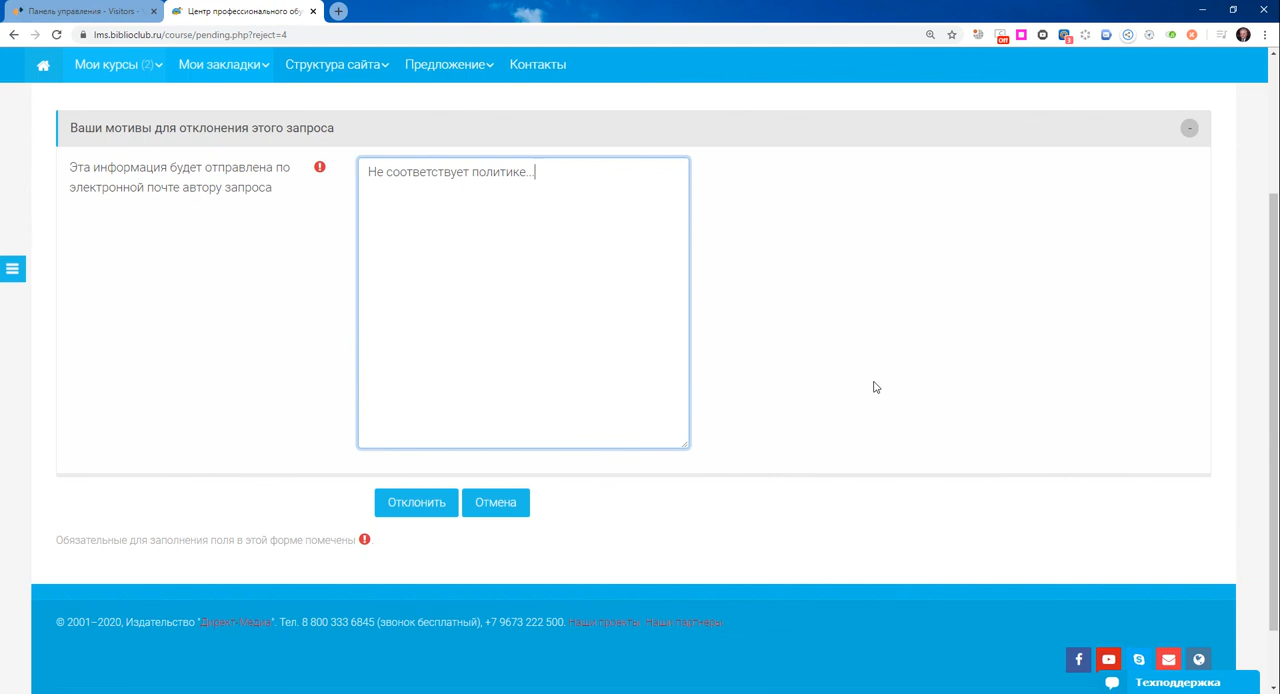 Панель управления - Visitors -
Центр профессионального обу
lms.biblioclub.ru/course/pending.php?reject=4
Off
3
Мои курсы (2) Мои закладки Структура сайта Предложение Контакты
Ваши мотивы для отклонения этого запроса
Эта информация будет отправлена по
электронной почте автору запроса
Не соответствует политике...
Отклонить Отмена
Обязательные для заполнения поля в этой форме помечены
© 2001–2020, Издательство "Директ-Медиа". Тел. 8 800 333 6845 (звонок бесплатный), +7 9673 222 500. Наши проекты. Наши партнеры
Техподдержка